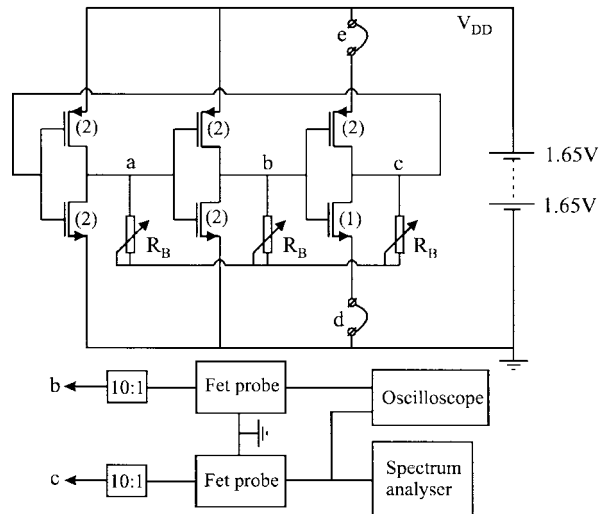 e
V_DD
(2)
(2)
(2)
a
b
c
1.65V
1.65V
(2)
(2)
(1)
R_B
R_B
R_B
d
b
10:1
Fet probe
Oscilloscope
c
10:1
Fet probe
Spectrum
analyser